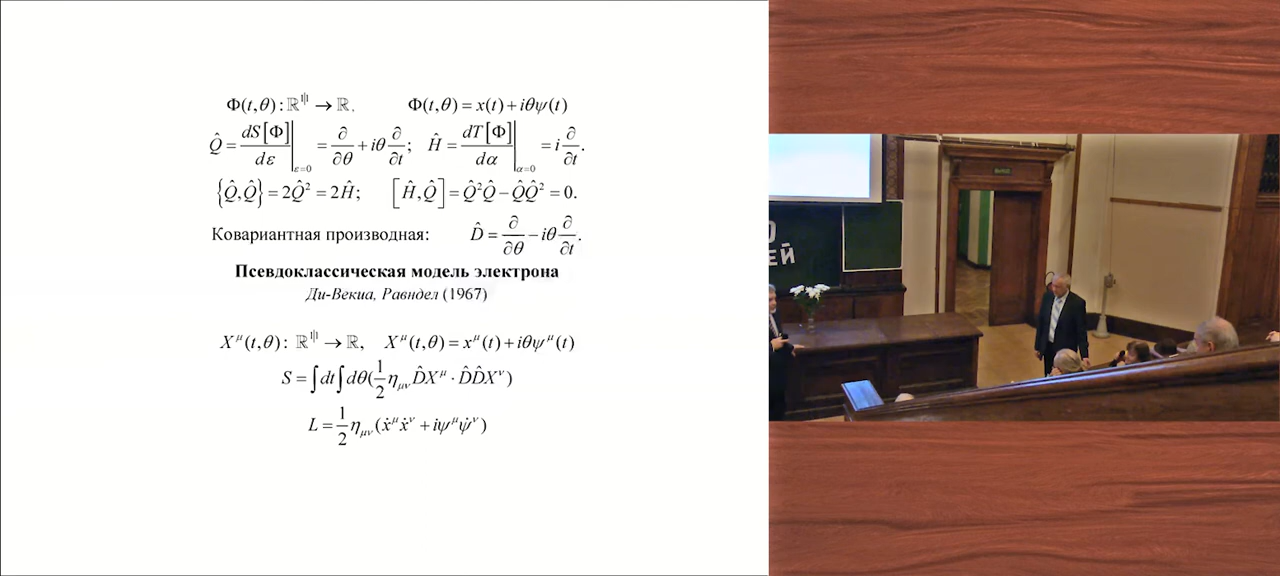 Φ(t,θ) : ℝ^{1|1} → ℝ, Φ(t,θ) = x(t) + iθψ(t)
Q̂ = dS[Φ]/dε |_{ε=0} = ∂/∂θ + iθ ∂/∂t; Ĥ = dT[Φ]/dα |_{α=0} = i ∂/∂t.
{Q̂,Q̂} = 2Q̂² = 2Ĥ; [Ĥ,Q̂] = Q̂²Q̂ − Q̂Q̂² = 0.
Ковариантная производная: D̂ = ∂/∂θ − iθ ∂/∂t.
Псевдоклассическая модель электрона
Ди-Векиа, Равндел (1967)
X^μ(t,θ) : ℝ^{1|1} → ℝ, X^μ(t,θ) = x^μ(t) + iθψ^μ(t)
S = ∫dt∫dθ(1/2 η_{μν} D̂X^μ · D̂D̂X^ν)
L = 1/2 η_{μν}(ẋ^μẋ^ν + iψ^μψ̇^ν)